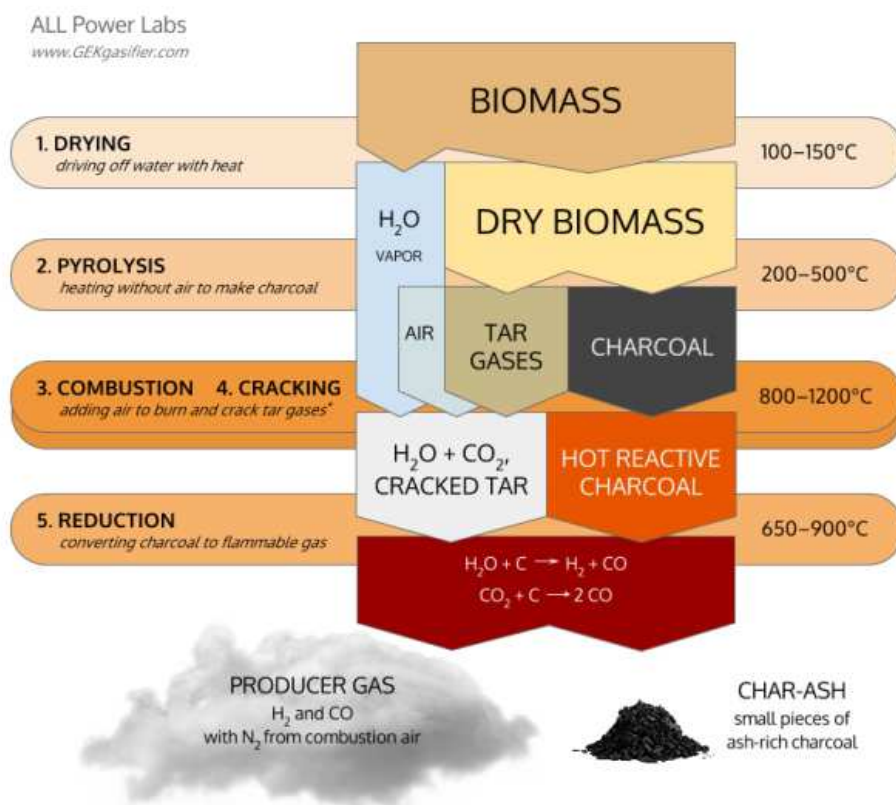 ALL Power Labs
www.GEKgasifier.com
BIOMASS
1. DRYING
driving off water with heat
100–150°C
H₂O
VAPOR
DRY BIOMASS
2. PYROLYSIS
heating without air to make charcoal
200–500°C
AIR
TAR
GASES
CHARCOAL
3. COMBUSTION 4. CRACKING
adding air to burn and crack tar gases*
800–1200°C
H₂O + CO₂,
CRACKED TAR
HOT REACTIVE
CHARCOAL
5. REDUCTION
converting charcoal to flammable gas
650–900°C
H₂O + C → H₂ + CO
CO₂ + C → 2 CO
PRODUCER GAS
H₂ and CO
with N₂ from combustion air
CHAR-ASH
small pieces of
ash-rich charcoal